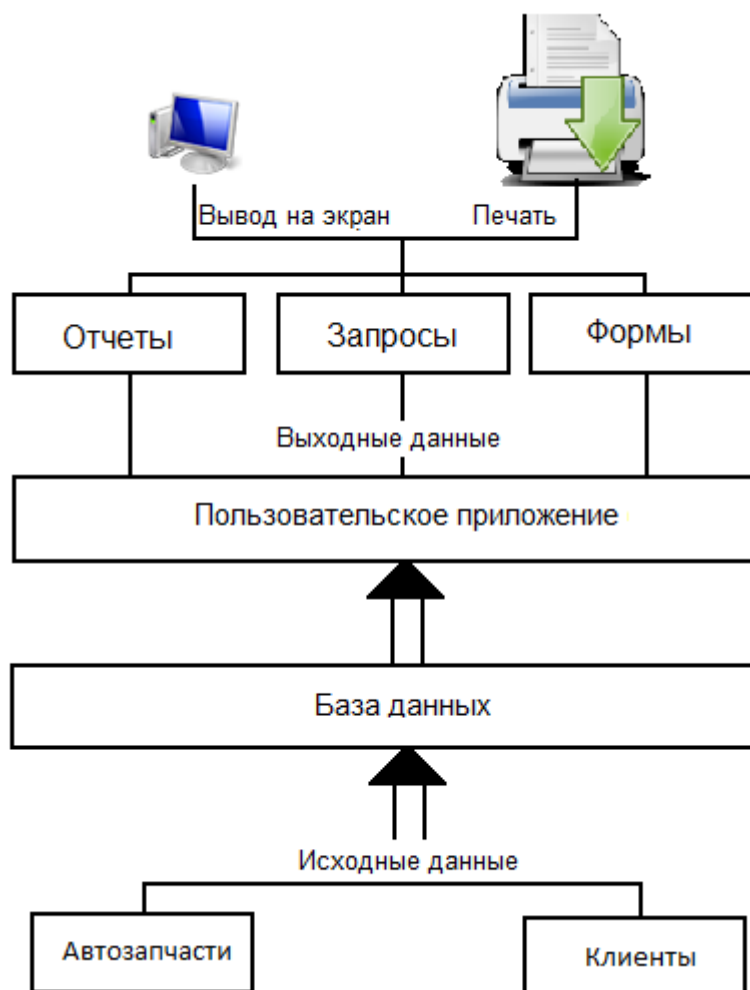 Вывод на экран
Печать
Отчеты
Запросы
Формы
Выходные данные
Пользовательское приложение
База данных
Исходные данные
Автозапчасти
Клиенты